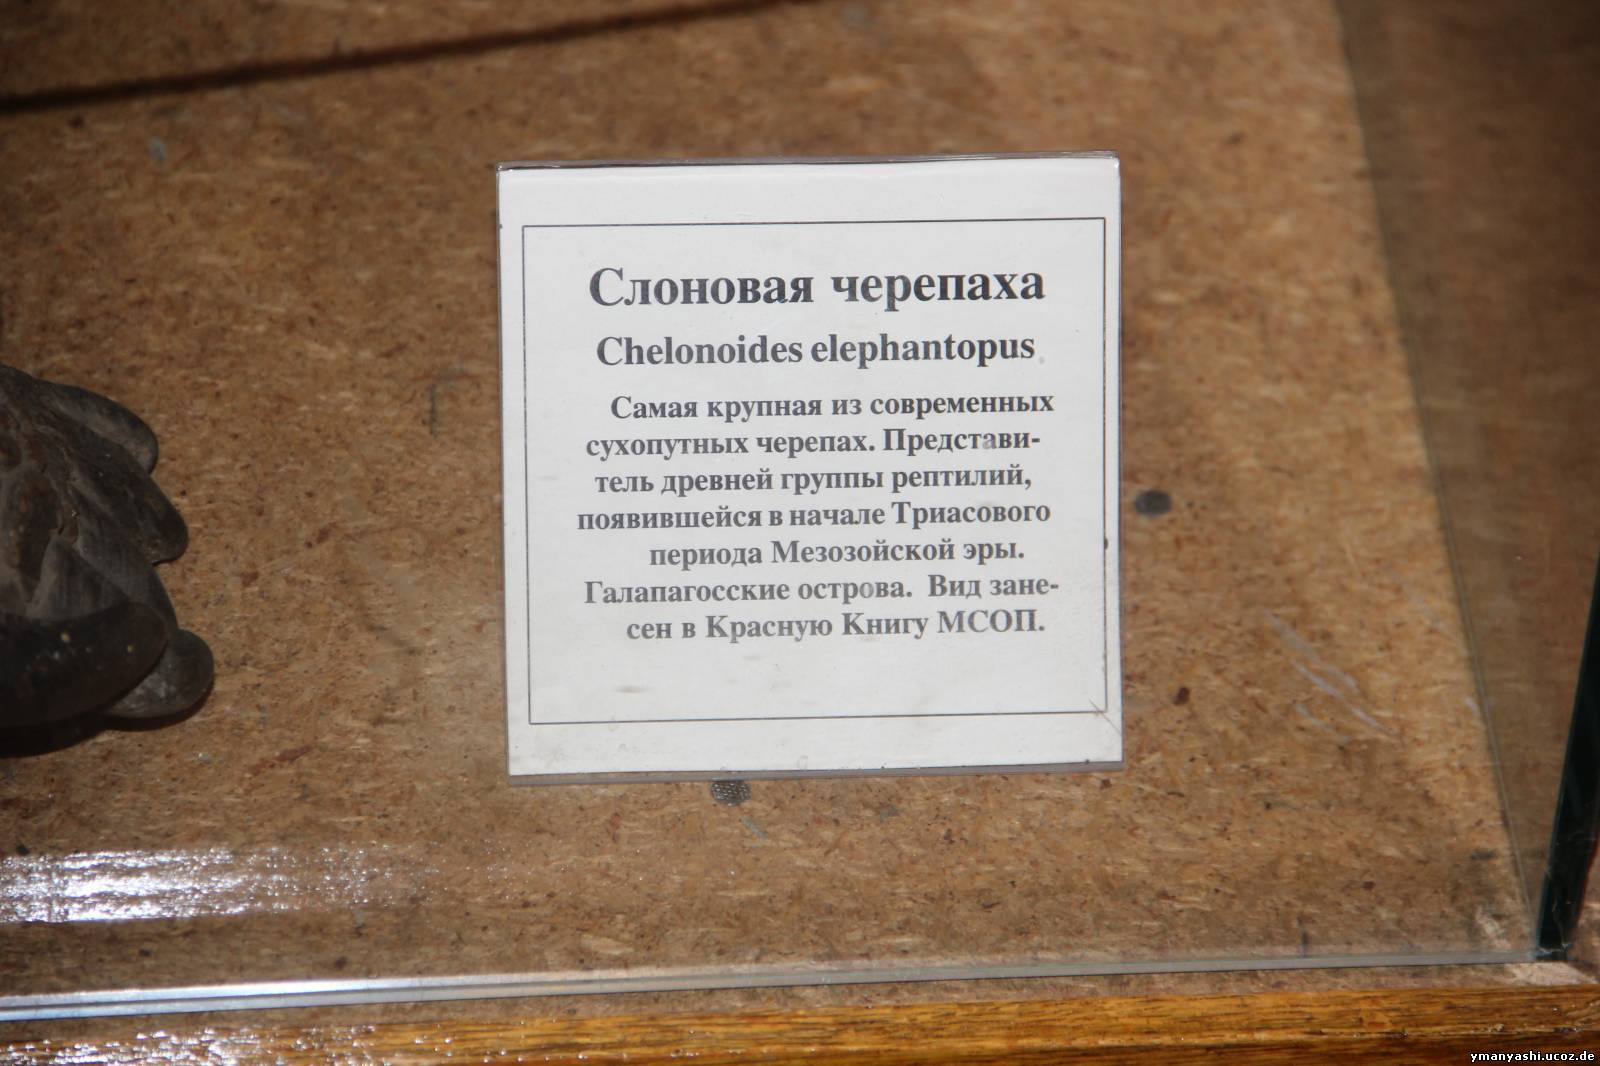 Слоновая черепаха
Chelonoides elephantopus
Самая крупная из современных
сухопутных черепах. Представи-
тель древней группы рептилий,
появившейся в начале Триасового
периода Мезозойской эры.
Галапагосские острова. Вид зане-
сен в Красную Книгу МСОП.
ymanyashi.ucoz.de